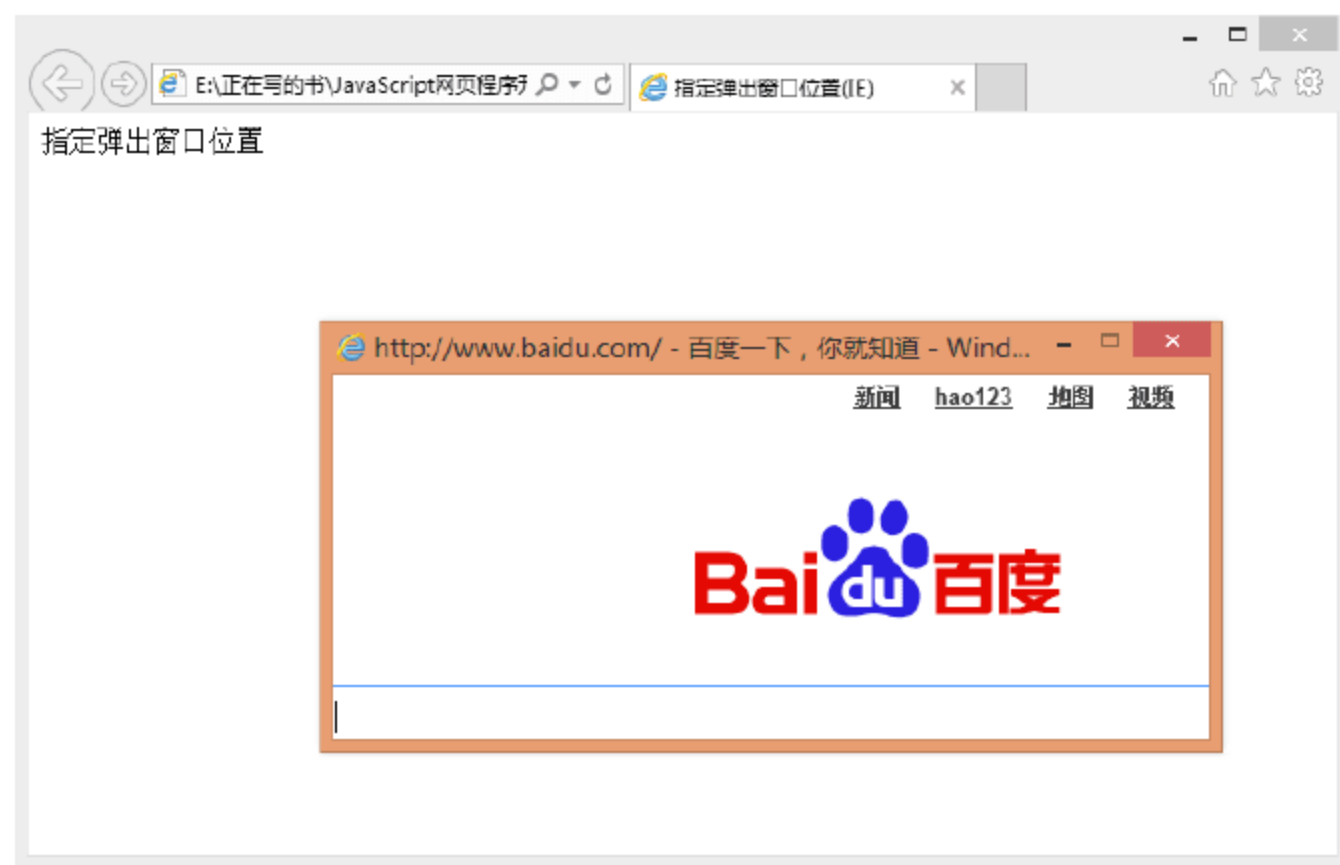 E:\正在写的书\JavaScript网页程序开
指定弹出窗口位置(IE)
指定弹出窗口位置
http://www.baidu.com/ - 百度一下，你就知道 - Wind...
新闻 hao123 地图 视频
Bai du 百度